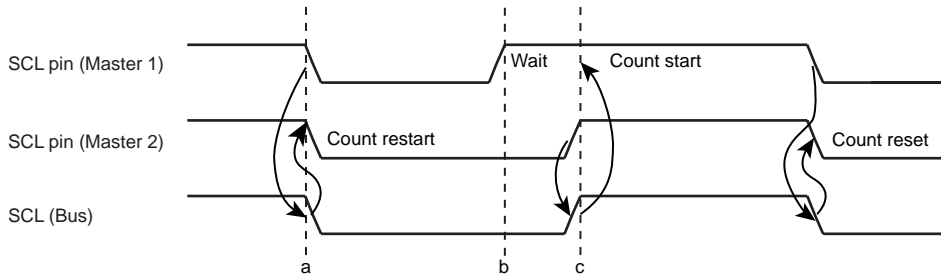 SCL pin (Master 1)
Wait
Count start
SCL pin (Master 2)
Count restart
Count reset
SCL (Bus)
a
b
c